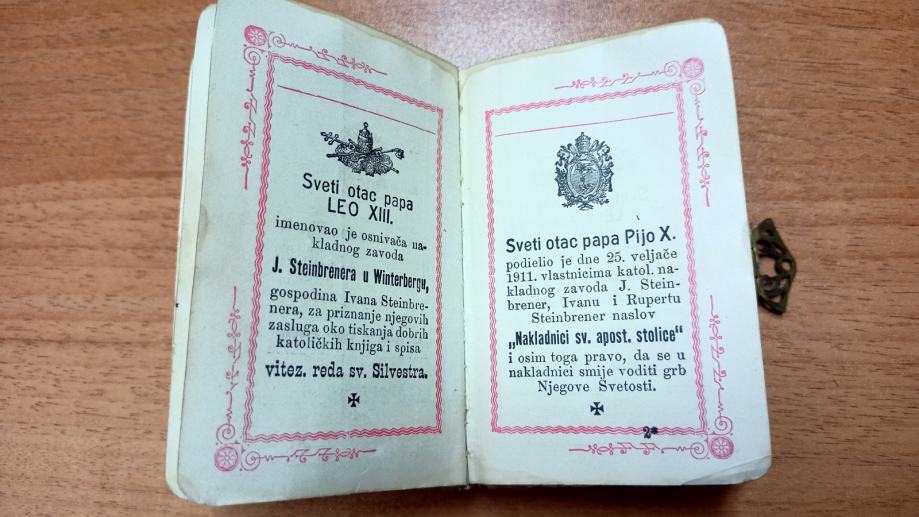 Sveti otac papa
LEO XIII.
imenovao je osnivača na-
kladnog zavoda
J. Steinbrenera u Winterbergu,
gospodina Ivana Steinbre-
nera, za priznanje njegovih
zasluga oko tiskanja dobrih
katoličkih knjiga i spisa
vitez. reda sv. Silvestra.
Sveti otac papa Pijo X.
podielio je dne 25. veljače
1911. vlastnicima katol. na-
kladnog zavoda J. Stein-
brener, Ivanu i Rupertu
Steinbrener naslov
„Nakladnici sv. apost. stolice“
i osim toga pravo, da se u
nakladnici smije voditi grb
Njegove Svetosti.
2*